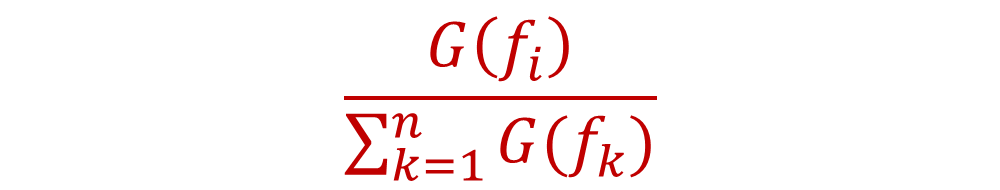 G(f_i)
∑_{k=1}^{n} G(f_k)